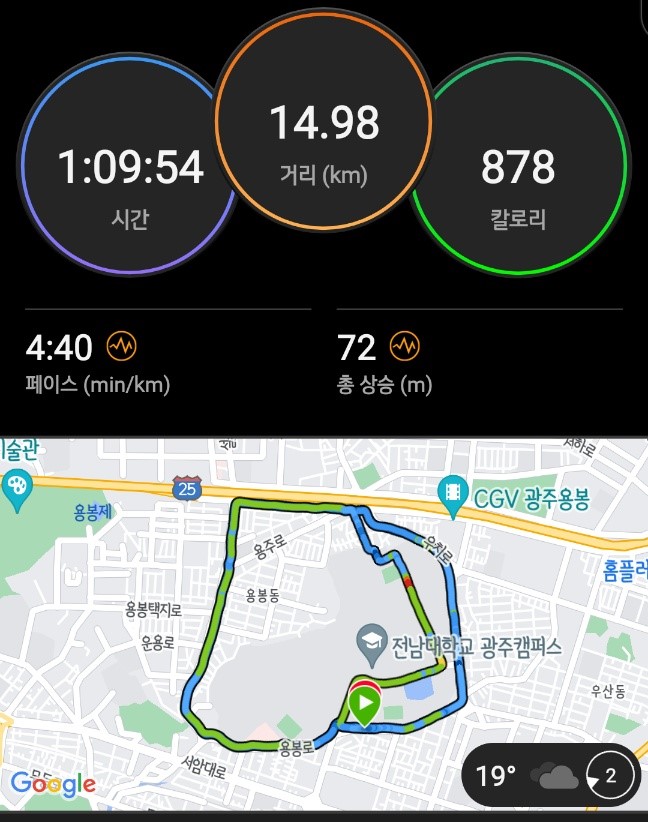 14.98
거리 (km)
1:09:54
시간
878
칼로리
4:40
페이스 (min/km)
72
총 상승 (m)
25
CGV 광주용봉
용봉제
용주로
우치로
홈플러
용봉동
용봉택지로
운용로
전남대학교 광주캠퍼스
우산동
용봉로
서암대로
Google
19°
2